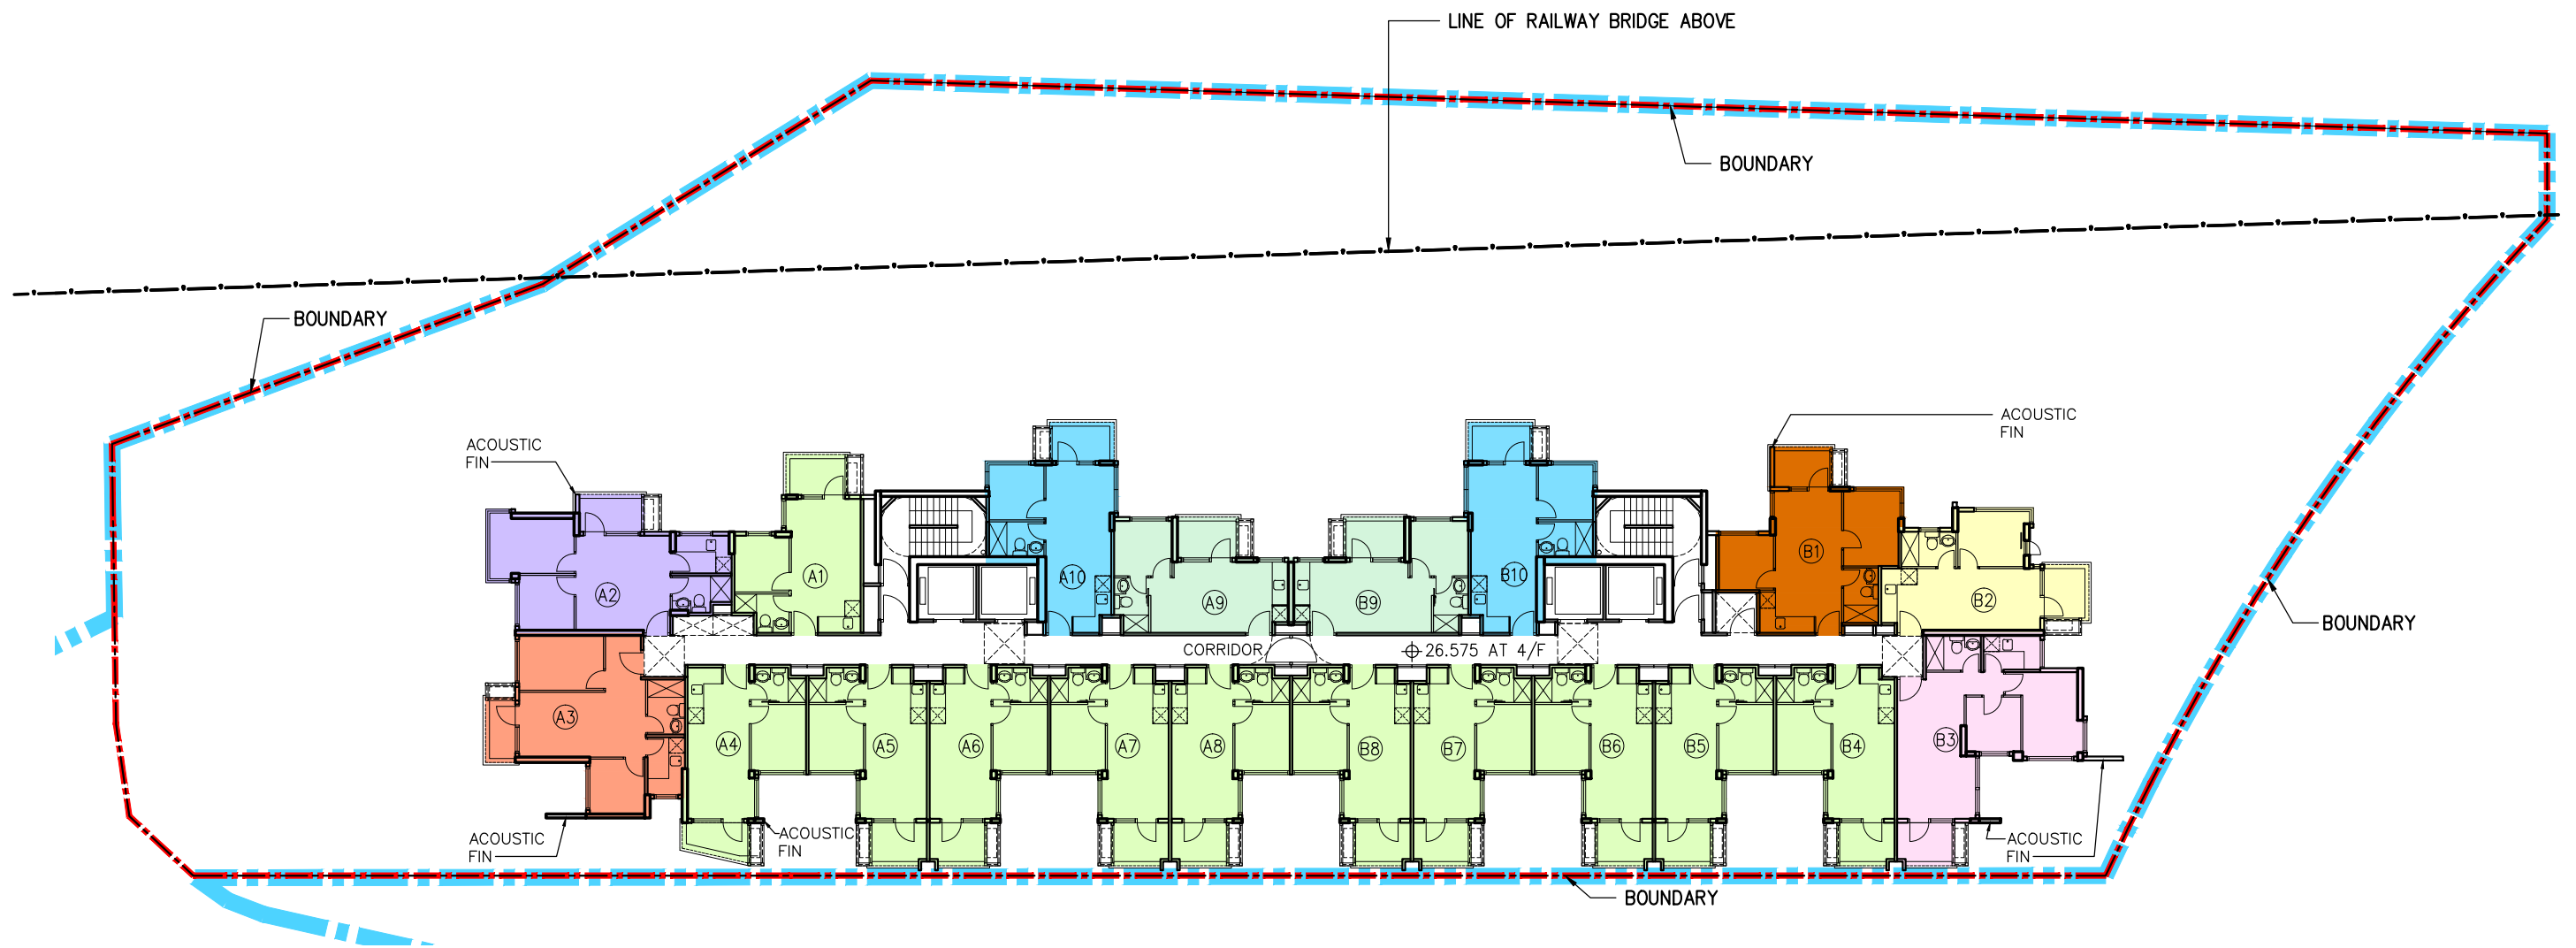 LINE OF RAILWAY BRIDGE ABOVE
BOUNDARY
BOUNDARY
ACOUSTIC
FIN
ACOUSTIC
FIN
A10
B10
B1
A1
A2
A9
B9
B2
BOUNDARY
CORRIDOR
26.575 AT 4/F
A3
A4
A5
A6
A7
A8
B8
B7
B6
B5
B4
B3
ACOUSTIC
FIN
ACOUSTIC
FIN
ACOUSTIC
FIN
BOUNDARY